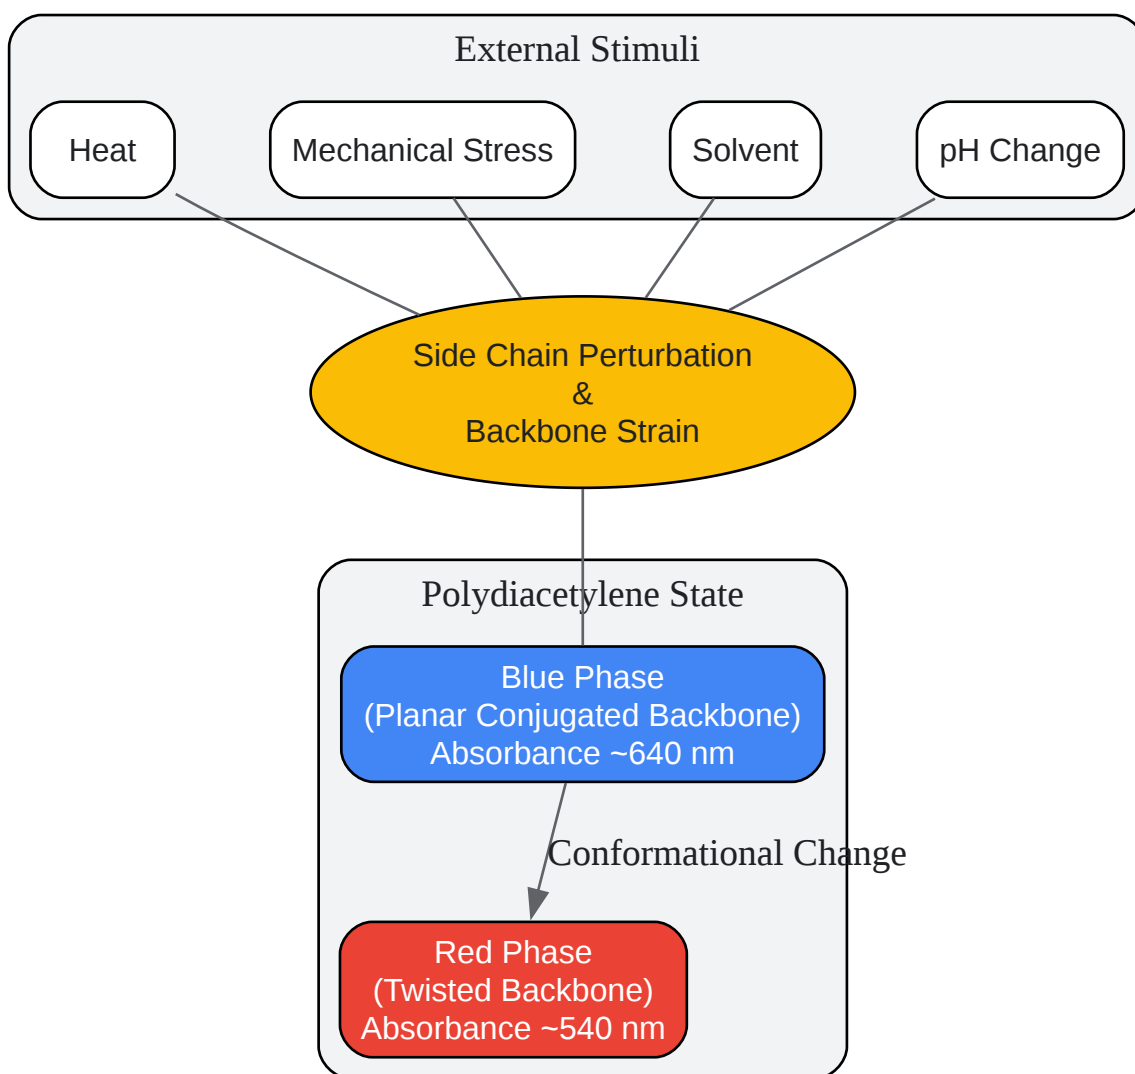 External Stimuli
Heat
Mechanical Stress
Solvent
pH Change
Side Chain Perturbation
&
Backbone Strain
Polydiacetylene State
Blue Phase
(Planar Conjugated Backbone)
Absorbance ~640 nm
Conformational Change
Red Phase
(Twisted Backbone)
Absorbance ~540 nm